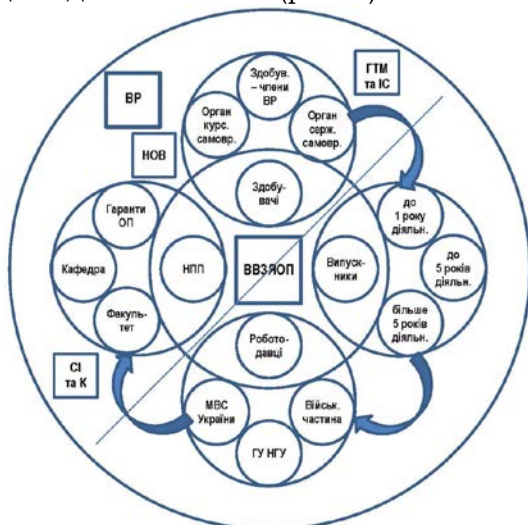 ВР
НОВ
ГТМ
та ІС
Здобув.
– члени
ВР
Орган
курс.
самовр.
Орган
серж.
самовр.
Здобу-
вачі
Гаранти
ОП
Кафедра
Факуль-
тет
НПП
ВВЗЯОП
Випуск-
ники
до
1 року
діяльн.
до
5 років
діяльн.
більше
5 років
діяльн.
Робото-
давці
МВС
України
Військ.
частина
ГУ НГУ
СІ
та К